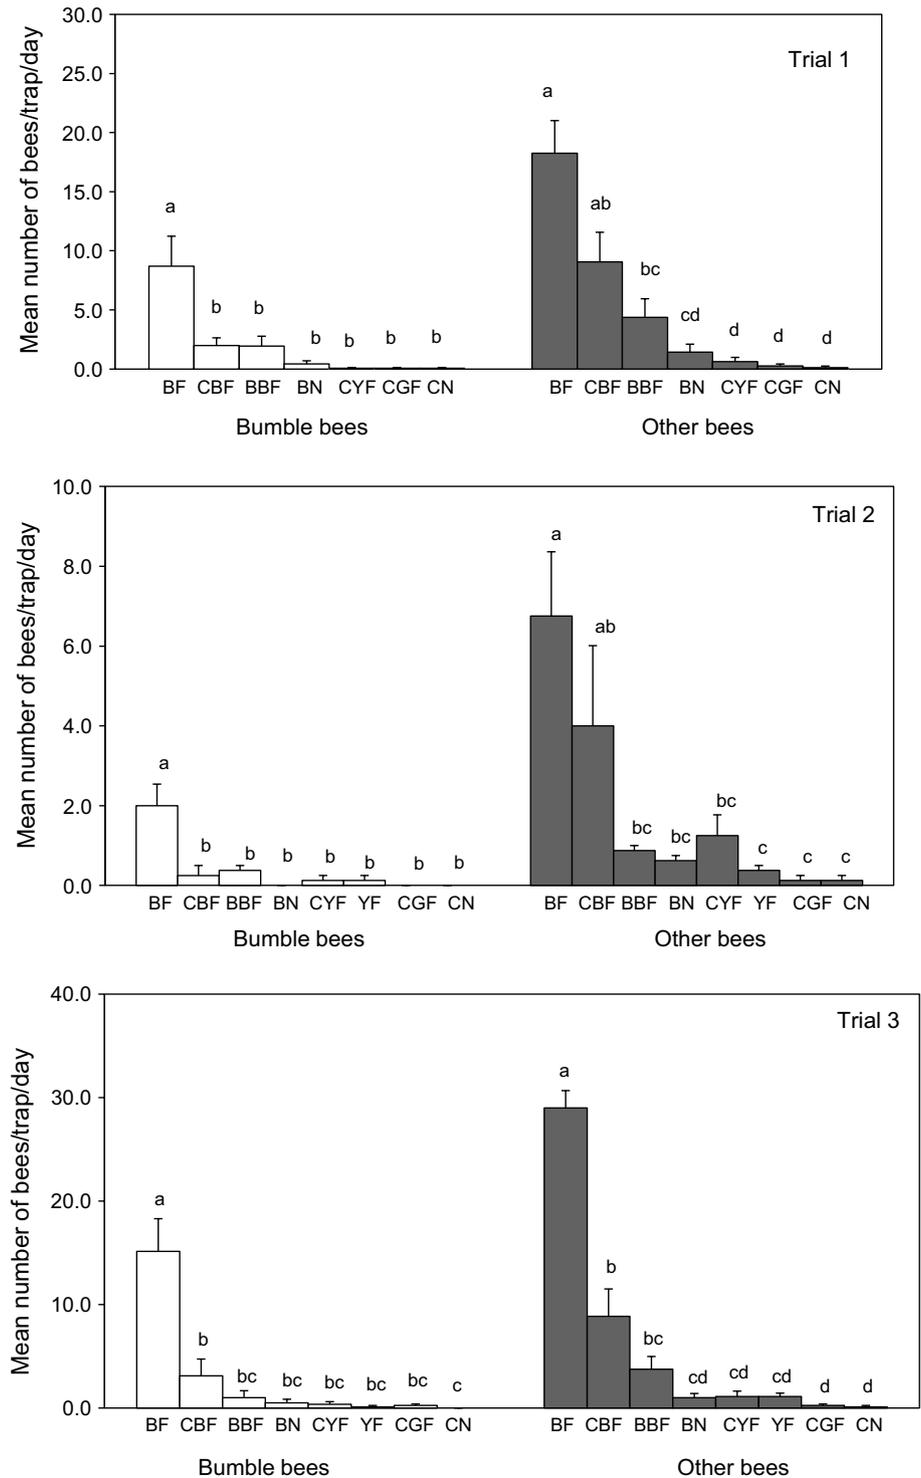 30.0
Trial 1
25.0
20.0
15.0
10.0
5.0
0.0
Mean number of bees/trap/day
a b b b b b b
a ab bc cd d d d
BF CBF BBF BN CYF CGF CN
BF CBF BBF BN CYF CGF CN
Bumble bees
Other bees
10.0
Trial 2
8.0
6.0
4.0
2.0
0.0
Mean number of bees/trap/day
a b b b b b b b
a ab bc bc bc c c c
BF CBF BBF BN CYF YF CGF CN
BF CBF BBF BN CYF YF CGF CN
Bumble bees
Other bees
40.0
Trial 3
30.0
20.0
10.0
0.0
Mean number of bees/trap/day
a b bc bc bc bc bc c
a b bc cd cd cd d d
BF CBF BBF BN CYF YF CGF CN
BF CBF BBF BN CYF YF CGF CN
Bumble bees
Other bees